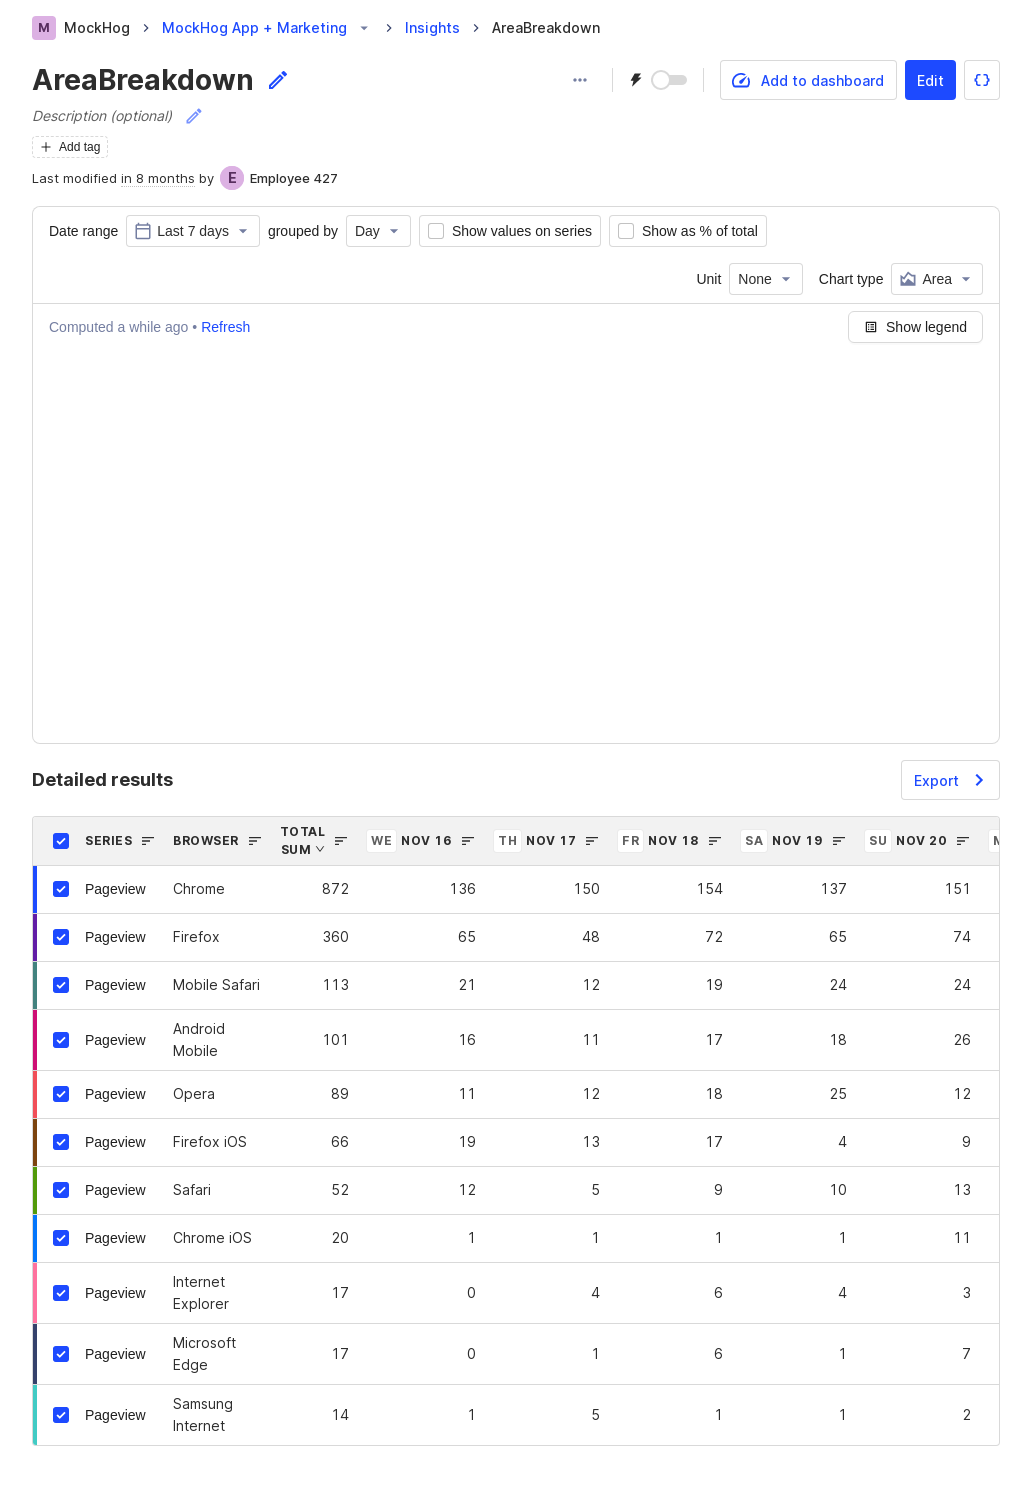 M MockHog MockHog App + Marketing Insights AreaBreakdown
AreaBreakdown Add to dashboard Edit
Description (optional)
Add tag
Last modified in 8 months by E Employee 427
Date range Last 7 days grouped by Day Show values on series Show as % of total
Unit None Chart type Area
Computed a while ago • Refresh Show legend
Detailed results Export
SERIES BROWSER TOTAL SUM WE NOV 16 TH NOV 17 FR NOV 18 SA NOV 19 SU NOV 20
Pageview Chrome 872 136 150 154 137 151
Pageview Firefox 360 65 48 72 65 74
Pageview Mobile Safari 113 21 12 19 24 24
Pageview Android Mobile 101 16 11 17 18 26
Pageview Opera 89 11 12 18 25 12
Pageview Firefox iOS 66 19 13 17 4 9
Pageview Safari 52 12 5 9 10 13
Pageview Chrome iOS 20 1 1 1 1 11
Pageview Internet Explorer 17 0 4 6 4 3
Pageview Microsoft Edge 17 0 1 6 1 7
Pageview Samsung Internet 14 1 5 1 1 2